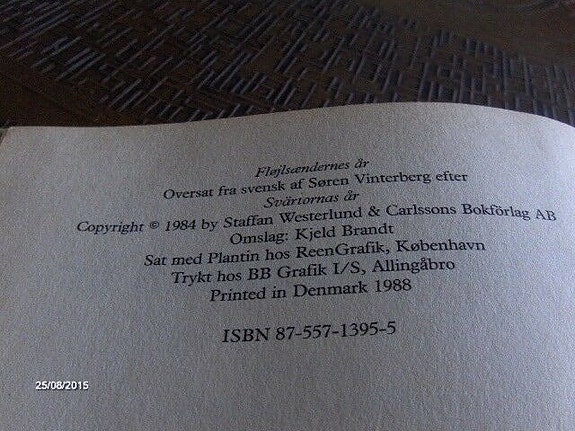 Fløjlsændernes år
Oversat fra svensk af Søren Vinterberg efter
Svärtornas år
Copyright © 1984 by Staffan Westerlund & Carlssons Bokförlag AB
Omslag: Kjeld Brandt
Sat med Plantin hos ReenGrafik, København
Trykt hos BB Grafik I/S, Allingåbro
Printed in Denmark 1988
ISBN 87-557-1395-5
25/08/2015